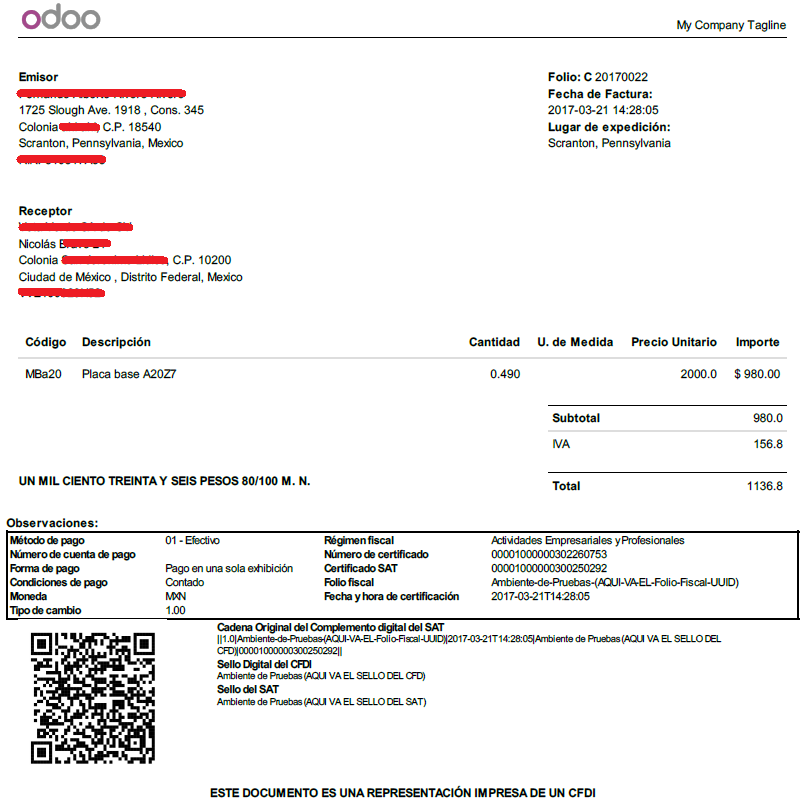 odoo
My Company Tagline
Emisor
1725 Slough Ave. 1918 , Cons. 345
Colonia C.P. 18540
Scranton, Pennsylvania, Mexico
Folio: C 20170022
Fecha de Factura:
2017-03-21 14:28:05
Lugar de expedición:
Scranton, Pennsylvania
Receptor
Nicolás
Colonia , C.P. 10200
Ciudad de México , Distrito Federal, Mexico
Código Descripción Cantidad U. de Medida Precio Unitario Importe
MBa20 Placa base A20Z7 0.490 2000.0 $ 980.00
Subtotal 980.0
IVA 156.8
UN MIL CIENTO TREINTA Y SEIS PESOS 80/100 M. N.
Total 1136.8
Observaciones:
Método de pago 01 - Efectivo Régimen fiscal Actividades Empresariales y Profesionales
Número de cuenta de pago Número de certificado 00001000000302260753
Forma de pago Pago en una sola exhibición Certificado SAT 00001000000300250292
Condiciones de pago Contado Folio fiscal Ambiente-de-Pruebas-(AQUI-VA-EL-Folio-Fiscal-UUID)
Moneda MXN Fecha y hora de certificación 2017-03-21T14:28:05
Tipo de cambio 1.00
Cadena Original del Complemento digital del SAT
||1.0|Ambiente-de-Pruebas-(AQUI-VA-EL-Folio-Fiscal-UUID)|2017-03-21T14:28:05|Ambiente de Pruebas (AQUI VA EL SELLO DEL
CFD)|00001000000300250292||
Sello Digital del CFDI
Ambiente de Pruebas (AQUI VA EL SELLO DEL CFD)
Sello del SAT
Ambiente de Pruebas (AQUI VA EL SELLO DEL SAT)
ESTE DOCUMENTO ES UNA REPRESENTACIÓN IMPRESA DE UN CFDI